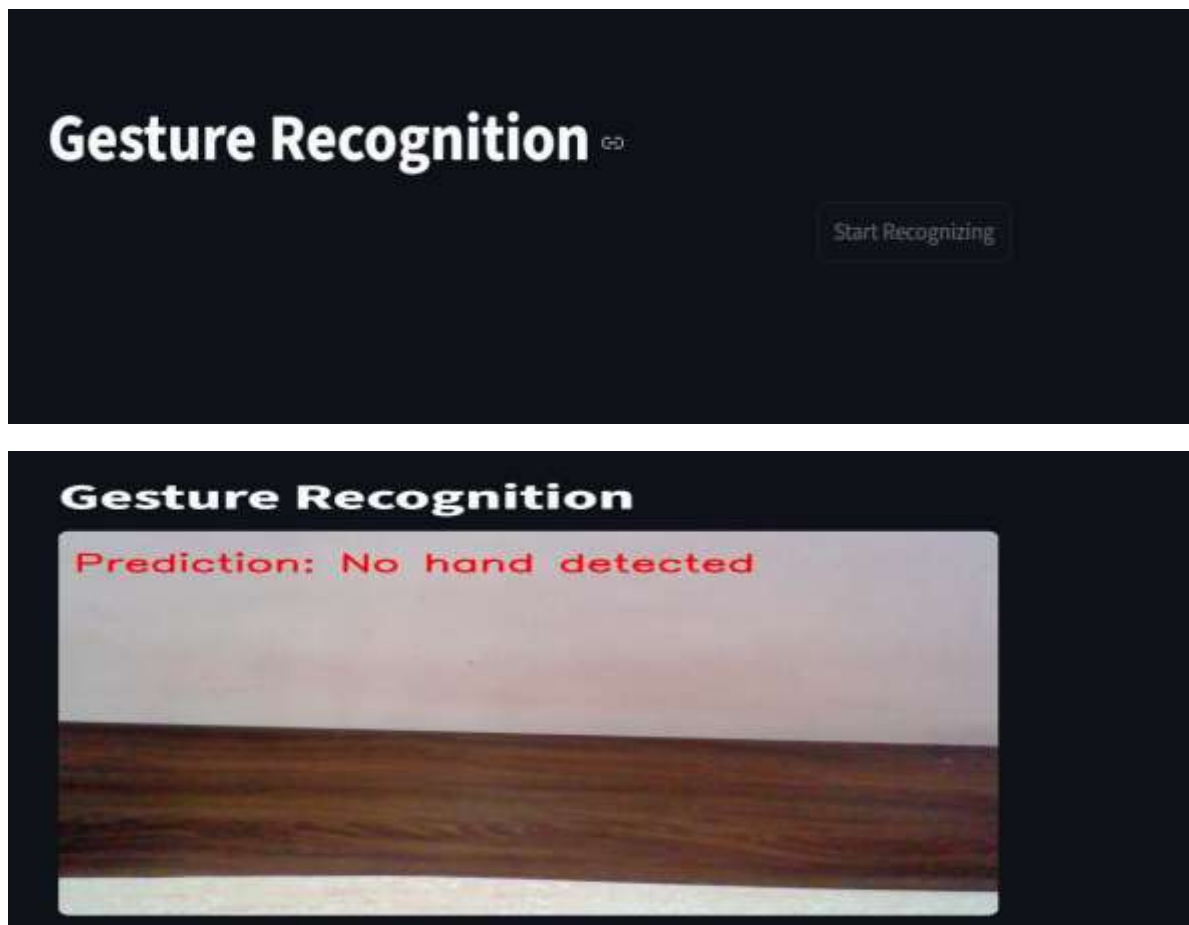 Gesture Recognition
Start Recognizing
Gesture Recognition
Prediction: No hand detected